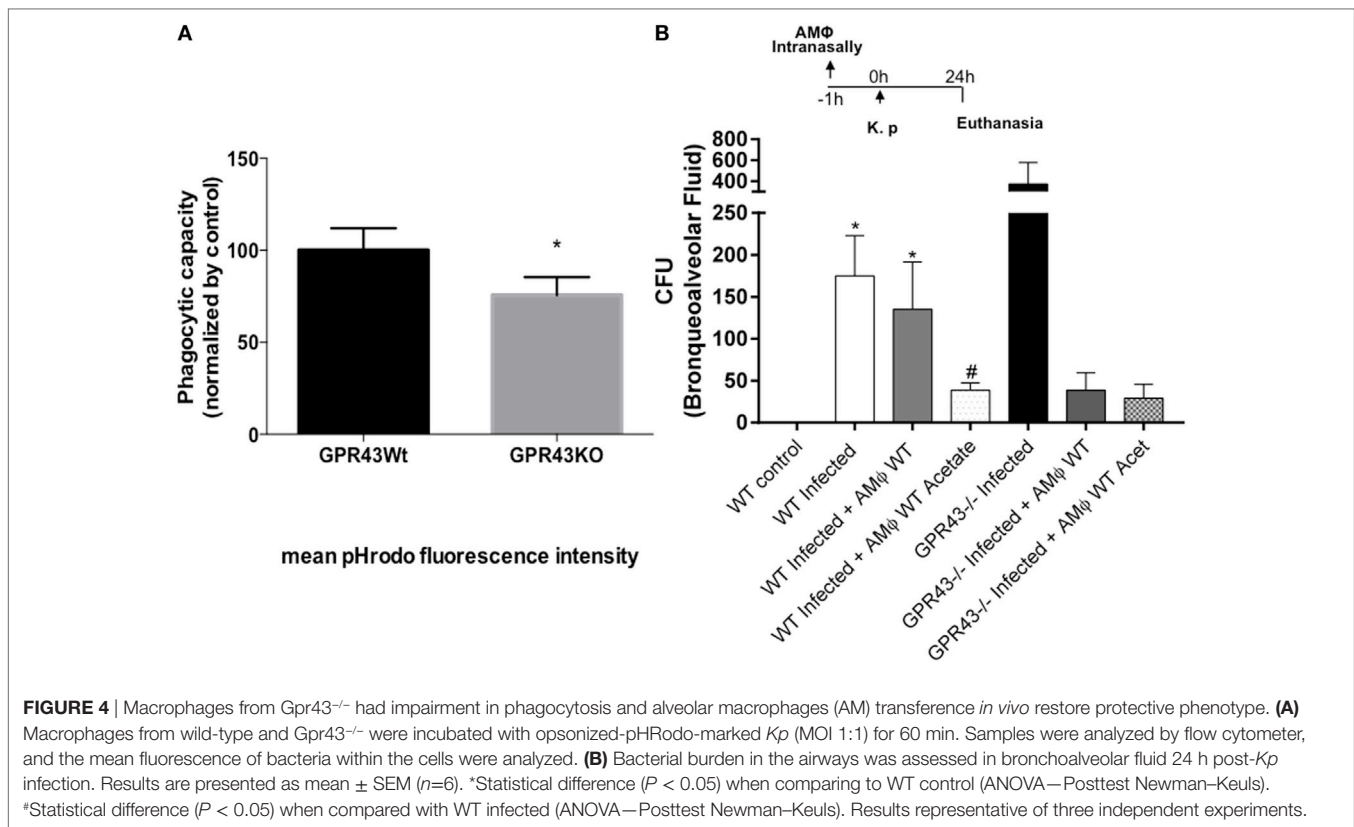 A
150
100
50
0
Phagocytic capacity
(normalized by control)
*
GPR43Wt
GPR43KO
mean pHrodo fluorescence intensity
B
AMΦ
Intranasally
0h
24h
-1h
K. p
Euthanasia
800
600
400
250
200
150
100
50
0
CFU
(Bronqueoalveolar Fluid)
*
*
#
WT control
WT Infected
WT Infected + AMϕ WT
WT Infected + AMϕ WT Acetate
GPR43-/- Infected
GPR43-/- Infected + AMϕ WT
GPR43-/- Infected + AMϕ WT Acet
FIGURE 4 | Macrophages from Gpr43−/− had impairment in phagocytosis and alveolar macrophages (AM) transference in vivo restore protective phenotype. (A)
Macrophages from wild-type and Gpr43−/− were incubated with opsonized-pHRodo-marked Kp (MOI 1:1) for 60 min. Samples were analyzed by flow cytometer,
and the mean fluorescence of bacteria within the cells were analyzed. (B) Bacterial burden in the airways was assessed in bronchoalveolar fluid 24 h post-Kp
infection. Results are presented as mean ± SEM (n=6). *Statistical difference (P < 0.05) when comparing to WT control (ANOVA—Posttest Newman–Keuls).
#Statistical difference (P < 0.05) when compared with WT infected (ANOVA—Posttest Newman–Keuls). Results representative of three independent experiments.